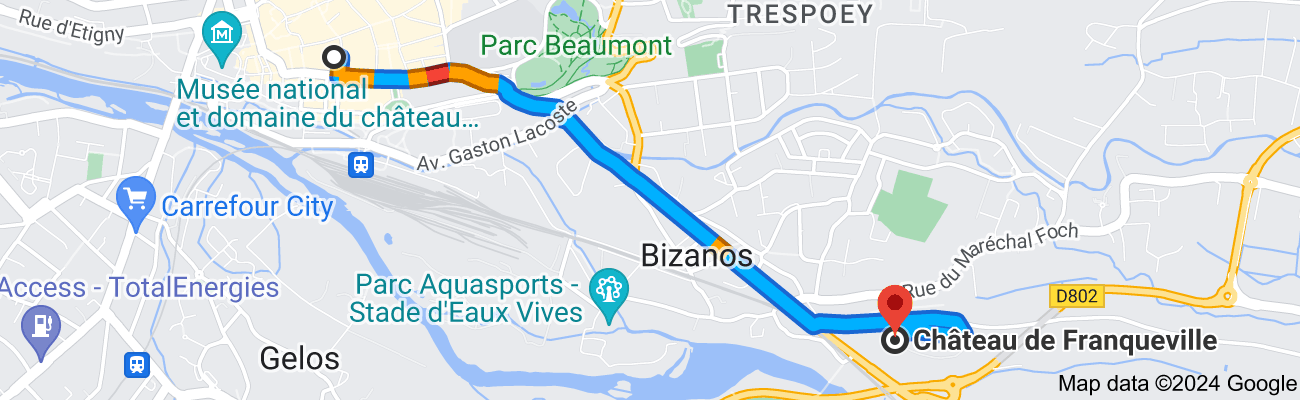 Rue d'Etigny
TRESPOEY
Parc Beaumont
Musée national
et domaine du château...
Av. Gaston Lacoste
Carrefour City
Rue du Maréchal Foch
Bizanos
Access - TotalEnergies
Parc Aquasports -
Stade d'Eaux Vives
D802
Château de Franqueville
Gelos
Map data ©2024 Google